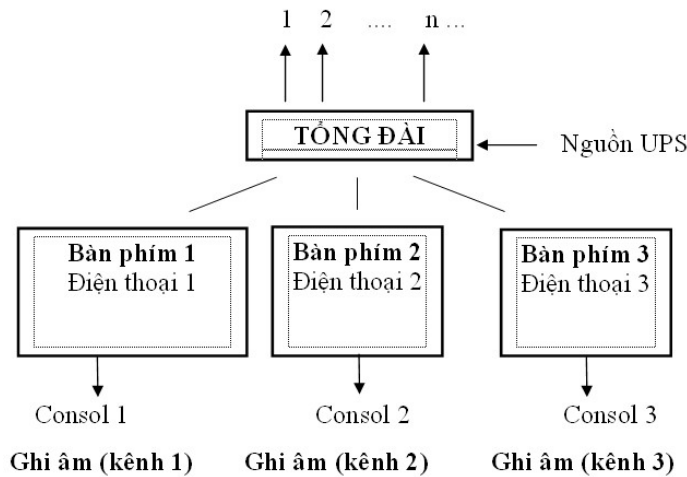 1 2 .... n ...
TỔNG ĐÀI
Nguồn UPS
Bàn phím 1
Điện thoại 1
Bàn phím 2
Điện thoại 2
Bàn phím 3
Điện thoại 3
Consol 1 Consol 2 Consol 3
Ghi âm (kênh 1) Ghi âm (kênh 2) Ghi âm (kênh 3)